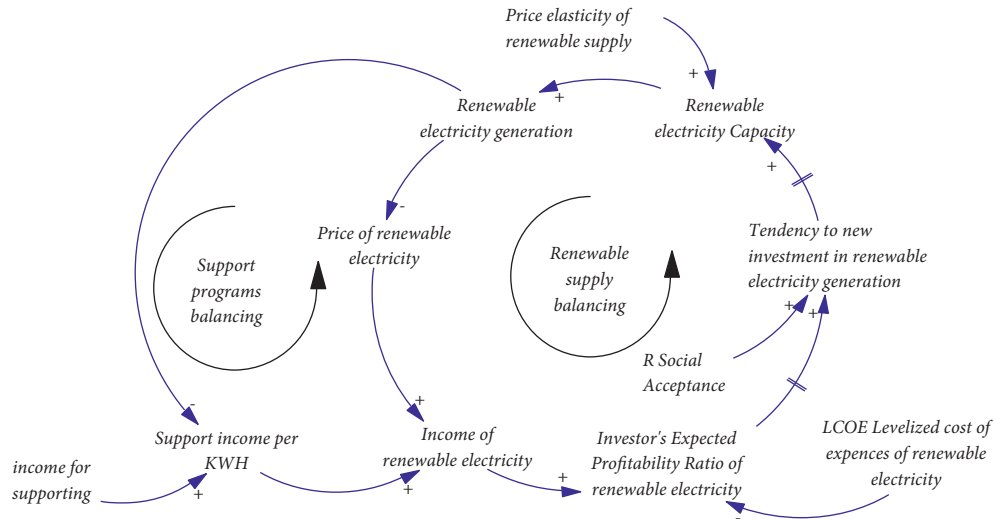 Price elasticity of
renewable supply
+
+
Renewable
electricity generation
Renewable
electricity Capacity
+
-
Price of renewable
electricity
Tendency to new
investment in renewable
electricity generation
Support
programs
balancing
Renewable
supply
balancing
+
+
R Social
Acceptance
-
+
Support income per
KWH
Income of
renewable electricity
Investor's Expected
Profitability Ratio of
renewable electricity
LCOE Levelized cost of
expences of renewable
electricity
income for
supporting
+
+
+
-